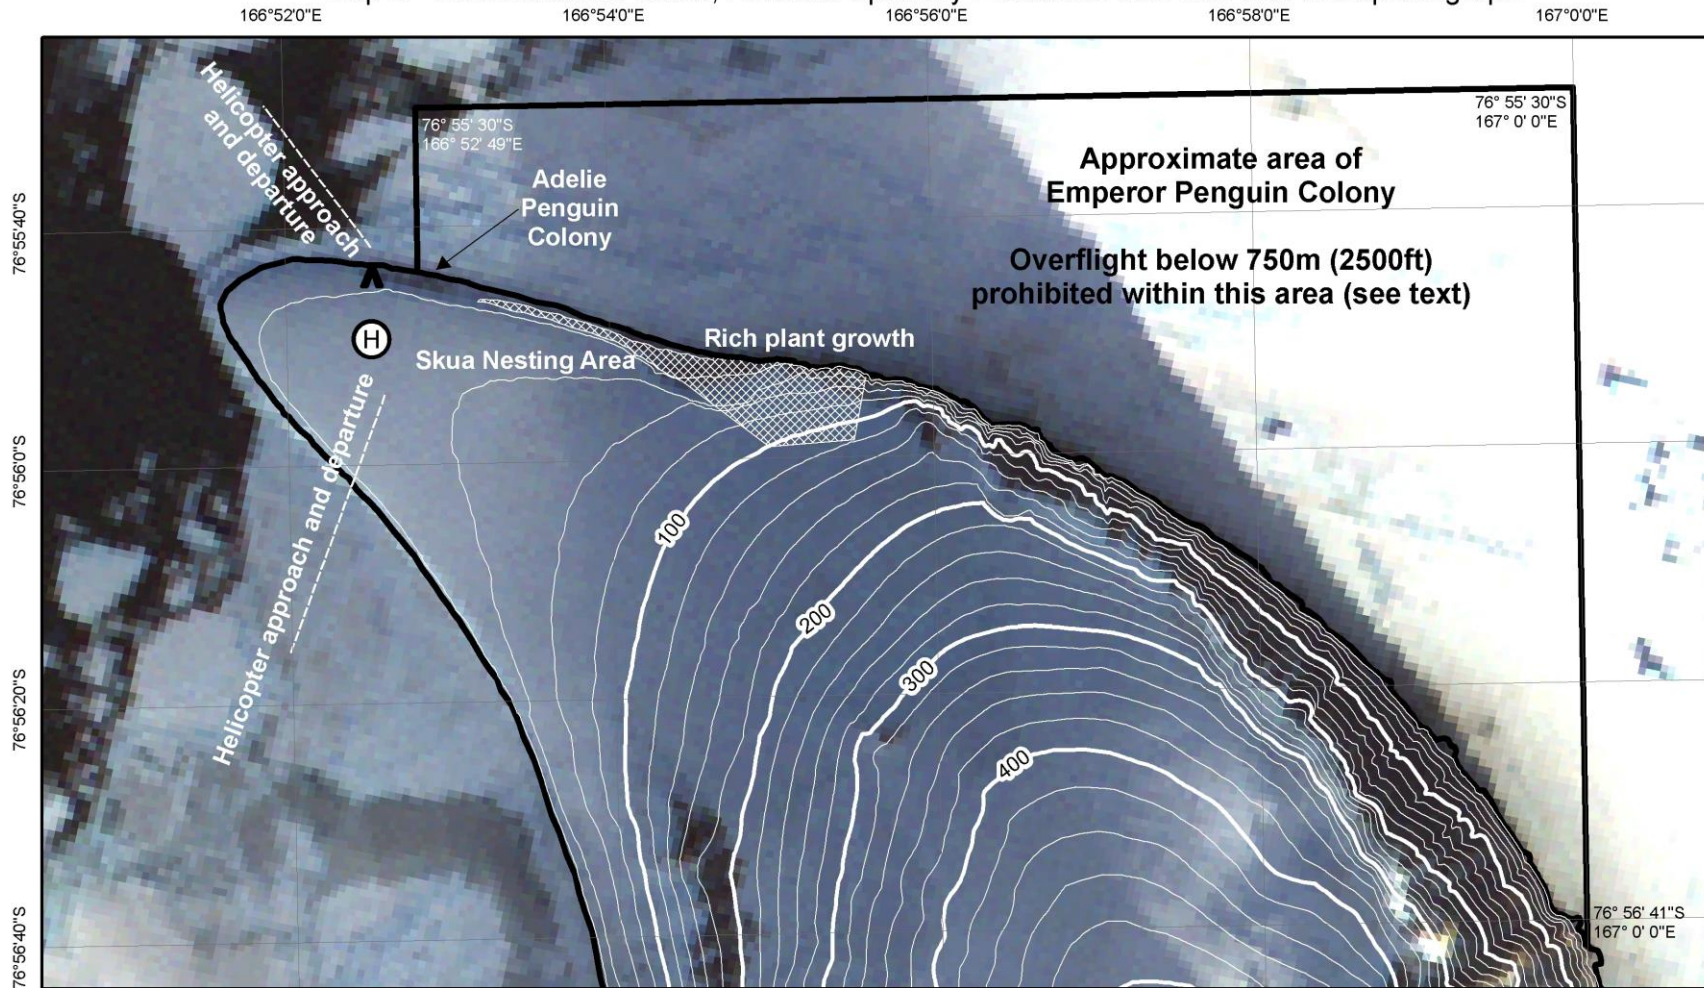 166°52'0"E
166°54'0"E
166°56'0"E
166°58'0"E
167°0'0"E
76°55'40"S
76°56'0"S
76°56'20"S
76°56'40"S
Helicopter approach
and departure
76° 55' 30"S
166° 52' 49"E
Adelie
Penguin
Colony
76° 55' 30"S
167° 0' 0"E
Approximate area of
Emperor Penguin Colony
Overflight below 750m (2500ft)
prohibited within this area (see text)
H
Skua Nesting Area
Rich plant growth
Helicopter approach and departure
100
200
300
400
76° 56' 41"S
167° 0' 0"E